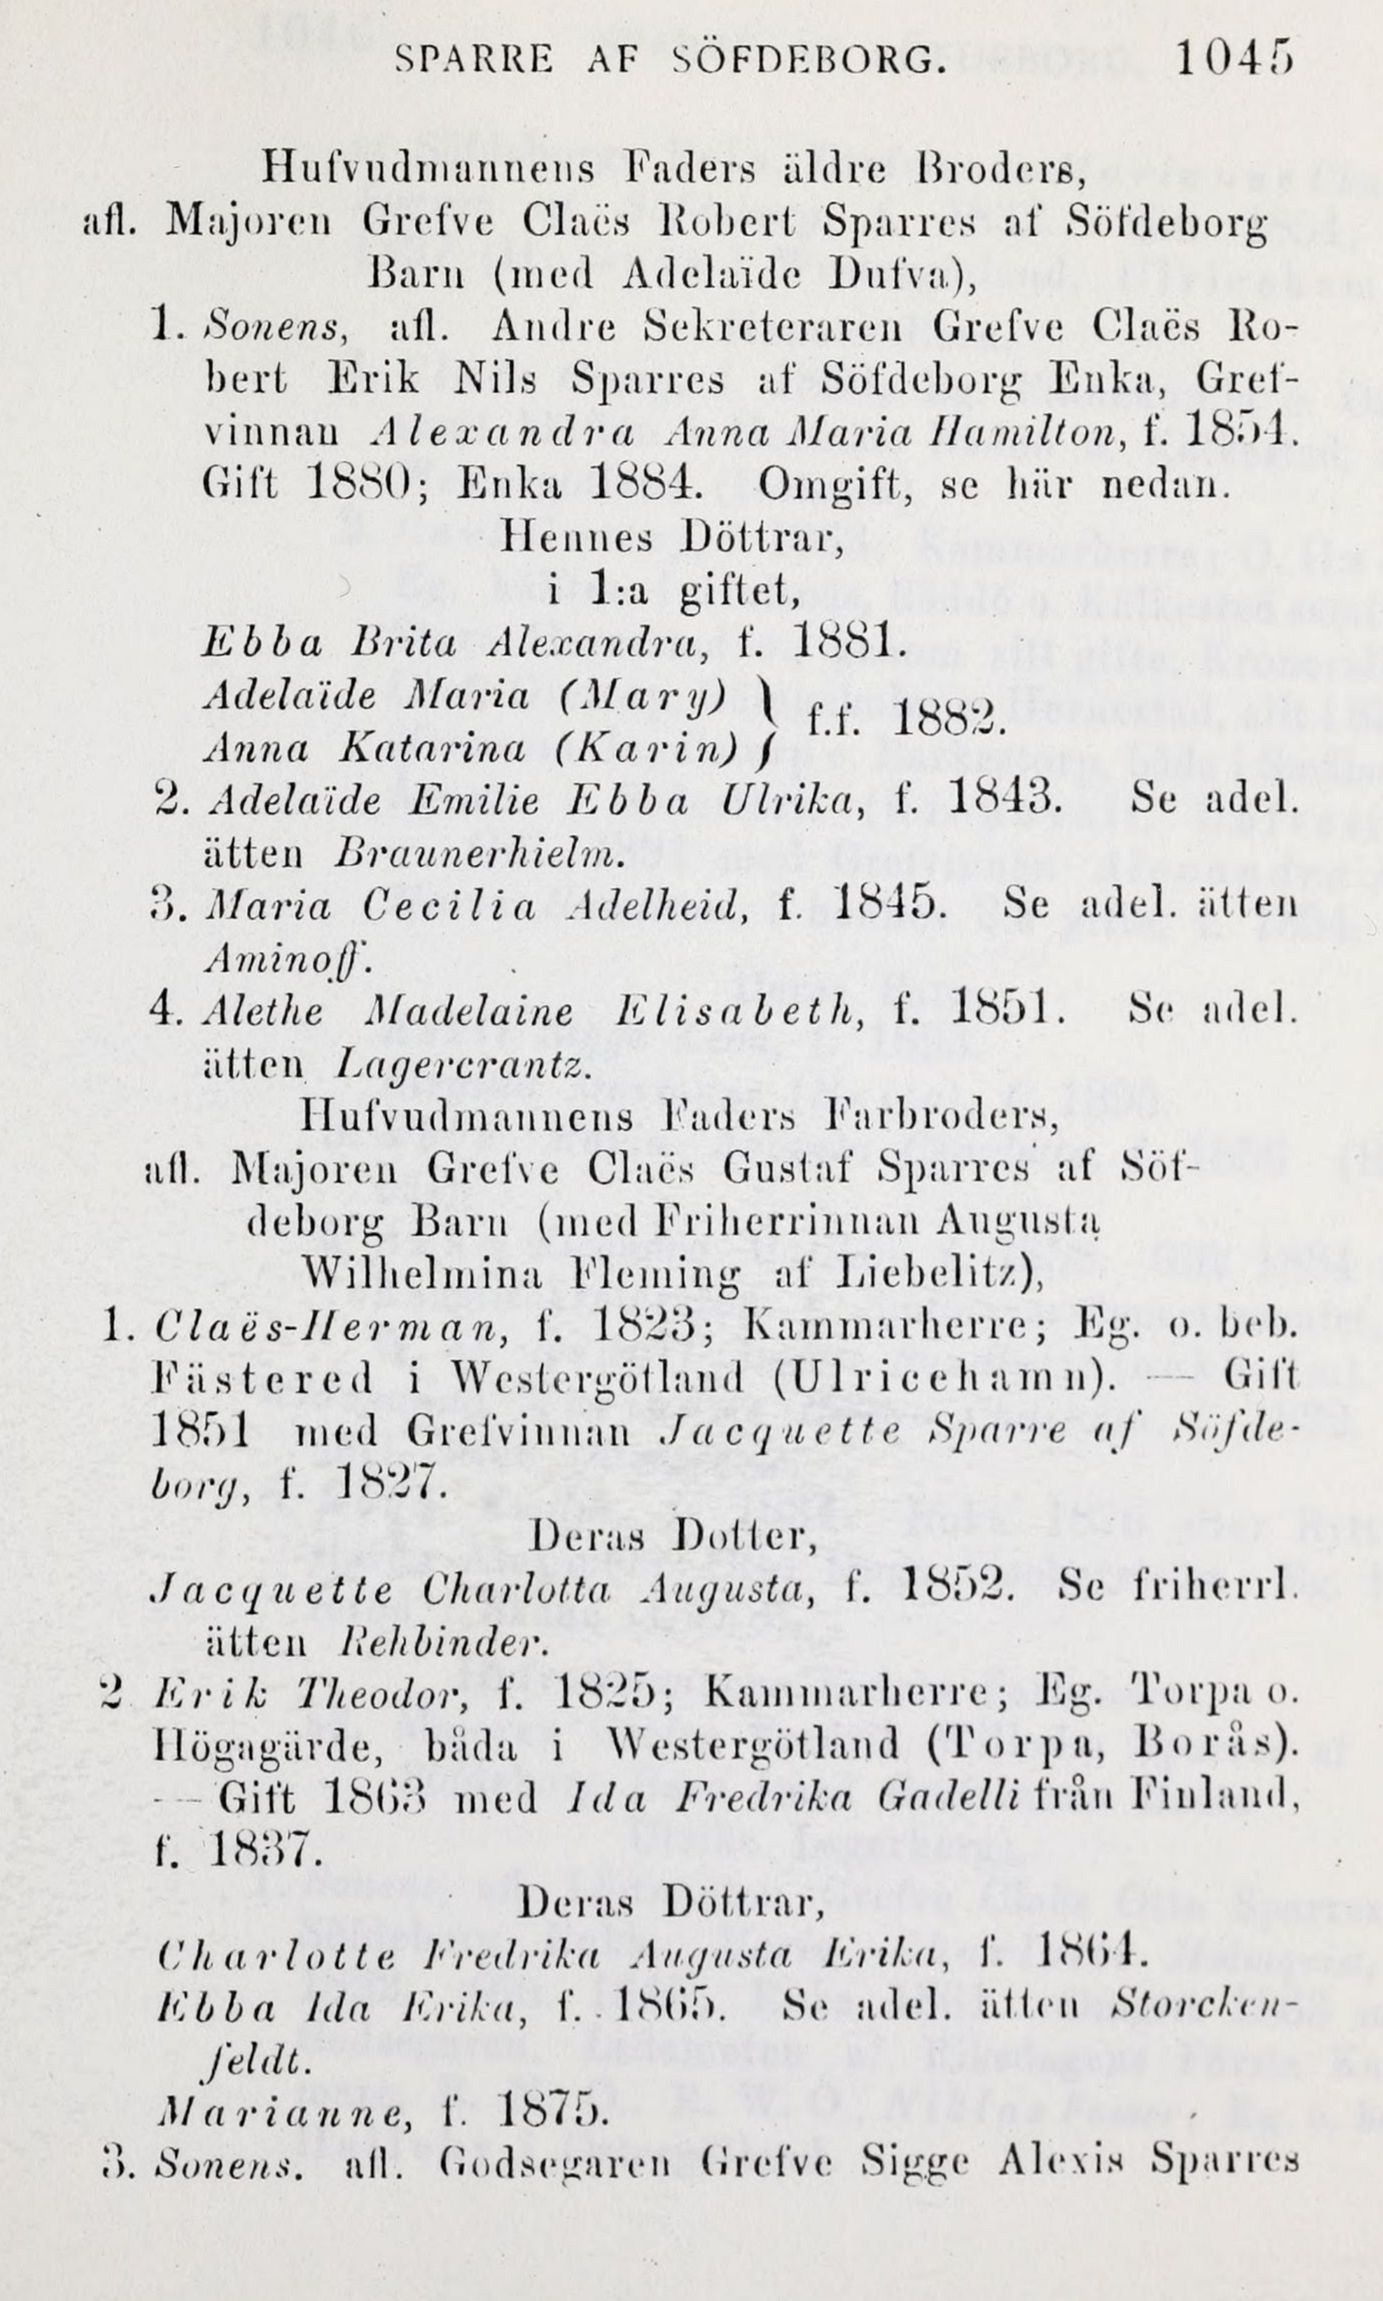 SPARRE AF SÖFDEBORG. 1045
Hufvudmannens Faders äldre Broders,
afl. Majoren Grefve Claës Robert Sparres af Söfdeborg
Barn (med Adelaïde Dufva),
1. Sonens, afl. Andre Sekreteraren Grefve Claës Ro-
bert Erik Nils Sparres af Söfdeborg Enka, Gref-
vinnan Alexandra Anna Maria Hamilton, f. 1854.
Gift 1880; Enka 1884. Omgift, se här nedan.
Hennes Döttrar,
i 1:a giftet,
Ebba Brita Alexandra, f. 1881.
Adelaïde Maria (Mary) }
Anna Katarina (Karin) } f.f. 1882.
2. Adelaïde Emilie Ebba Ulrika, f. 1843. Se adel.
ätten Braunerhielm.
3. Maria Cecilia Adelheid, f. 1845. Se adel. ätten
Aminoff.
4. Alethe Madelaine Elisabeth, f. 1851. Se adel.
ätten Lagercrantz.
Hufvudmannens Faders Farbroders,
afl. Majoren Grefve Claës Gustaf Sparres af Söf-
deborg Barn (med Friherrinnan Augusta
Wilhelmina Fleming af Liebelitz),
1. Claës-Herman, f. 1823; Kammarherre; Eg. o. beb.
Fästered i Westergötland (Ulricehamn). — Gift
1851 med Grefvinnan Jacquette Sparre af Söfde-
borg, f. 1827.
Deras Dotter,
Jacquette Charlotta Augusta, f. 1852. Se friherrl.
ätten Rehbinder.
2 Erik Theodor, f. 1825; Kammarherre; Eg. Torpa o.
Högagärde, båda i Westergötland (Torpa, Borås).
— Gift 1863 med Ida Fredrika Gadelli från Finland,
f. 1837.
Deras Döttrar,
Charlotte Fredrika Augusta Erika, f. 1864.
Ebba Ida Erika, f. 1865. Se adel. ätten Storcken-
feldt.
Marianne, f. 1875.
3. Sonens. afl. Godsegaren Grefve Sigge Alexis Sparres